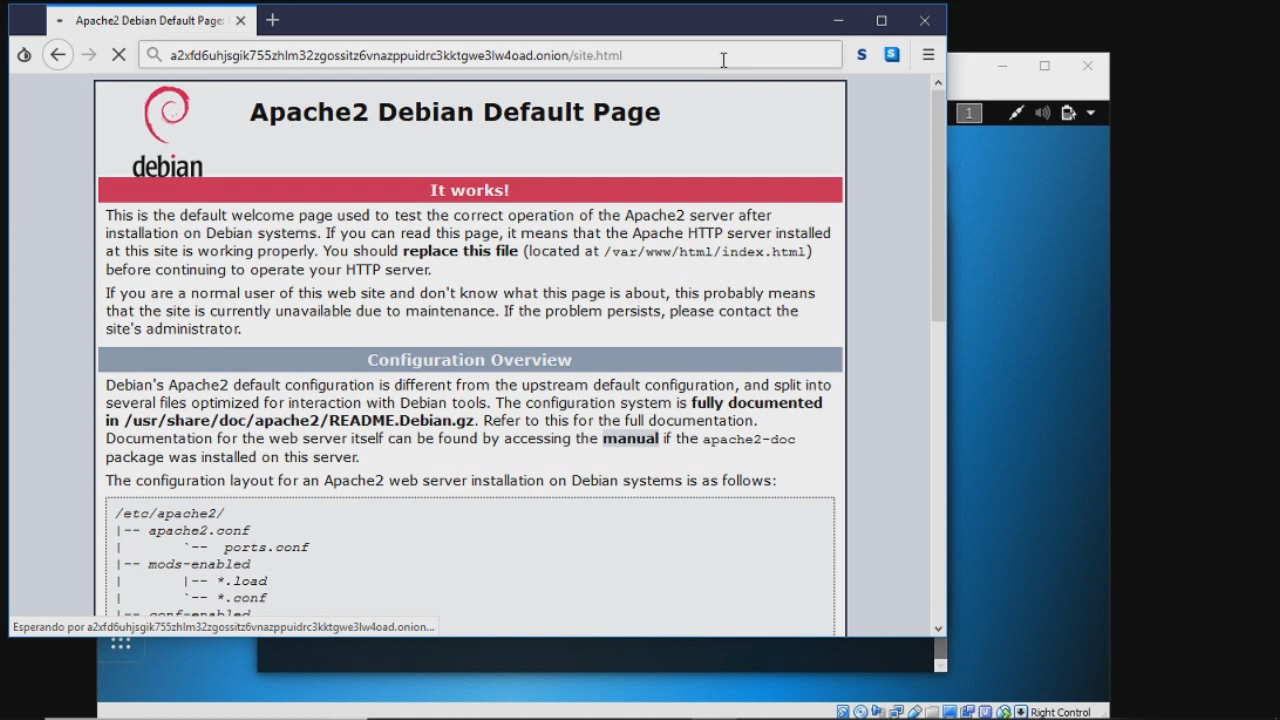 Apache2 Debian Default Page:
a2xfd6uhjsgik755zhlm32zgossitz6vnazppuidrc3kktgwe3lw4oad.onion/site.html
S
S
1
debian
Apache2 Debian Default Page
It works!
This is the default welcome page used to test the correct operation of the Apache2 server after
installation on Debian systems. If you can read this page, it means that the Apache HTTP server installed
at this site is working properly. You should replace this file (located at /var/www/html/index.html)
before continuing to operate your HTTP server.
If you are a normal user of this web site and don't know what this page is about, this probably means
that the site is currently unavailable due to maintenance. If the problem persists, please contact the
site's administrator.
Configuration Overview
Debian's Apache2 default configuration is different from the upstream default configuration, and split into
several files optimized for interaction with Debian tools. The configuration system is fully documented
in /usr/share/doc/apache2/README.Debian.gz. Refer to this for the full documentation.
Documentation for the web server itself can be found by accessing the manual if the apache2-doc
package was installed on this server.
The configuration layout for an Apache2 web server installation on Debian systems is as follows:
/etc/apache2/
|-- apache2.conf
|       `--  ports.conf
|-- mods-enabled
|       |-- *.load
|       `-- *.conf
|-- conf-enabled
Esperando por a2xfd6uhjsgik755zhlm32zgossitz6vnazppuidrc3kktgwe3lw4oad.onion...
Right Control